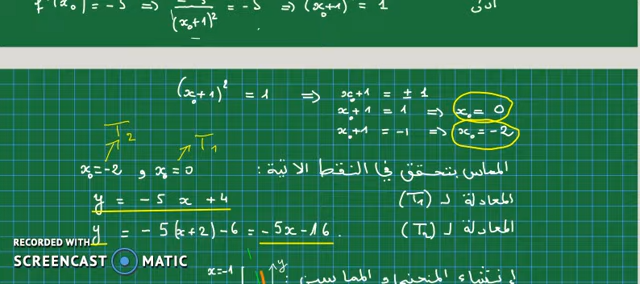 f'(x₀) = -5 ⟹ -5/(x₀+1)² = -5 ⟹ (x₀+1)² = 1
(x₀+1)² = 1 ⟹ x₀+1 = ± 1
x₀+1 = 1 ⟹ x₀ = 0
x₀+1 = -1 ⟹ x₀ = -2
T₂ T₁
المماس يتحقق في النقط الاتية : x₀ = 0 و x₀ = -2
المعادلة لـ (T₁) y = -5x + 4
المعادلة لـ (T₂) y = -5(x+2) - 6 = -5x - 16.
RECORDED WITH
SCREENCAST MATIC
x = -1 y
المنحنى و المماسين :